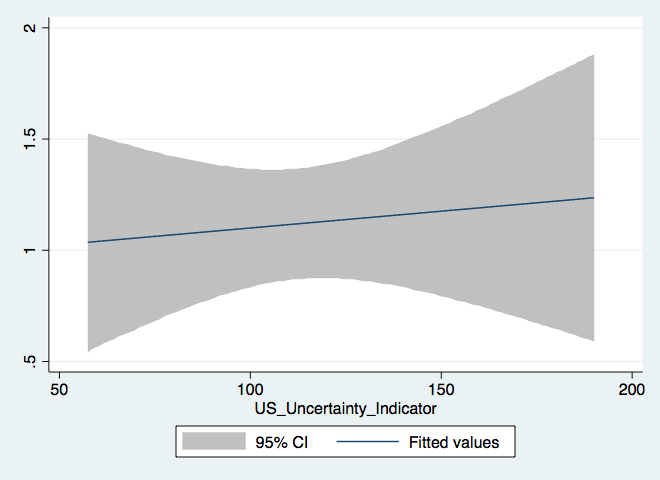 2
1.5
1
.5
50 100 150 200
US_Uncertainty_Indicator
95% CI Fitted values